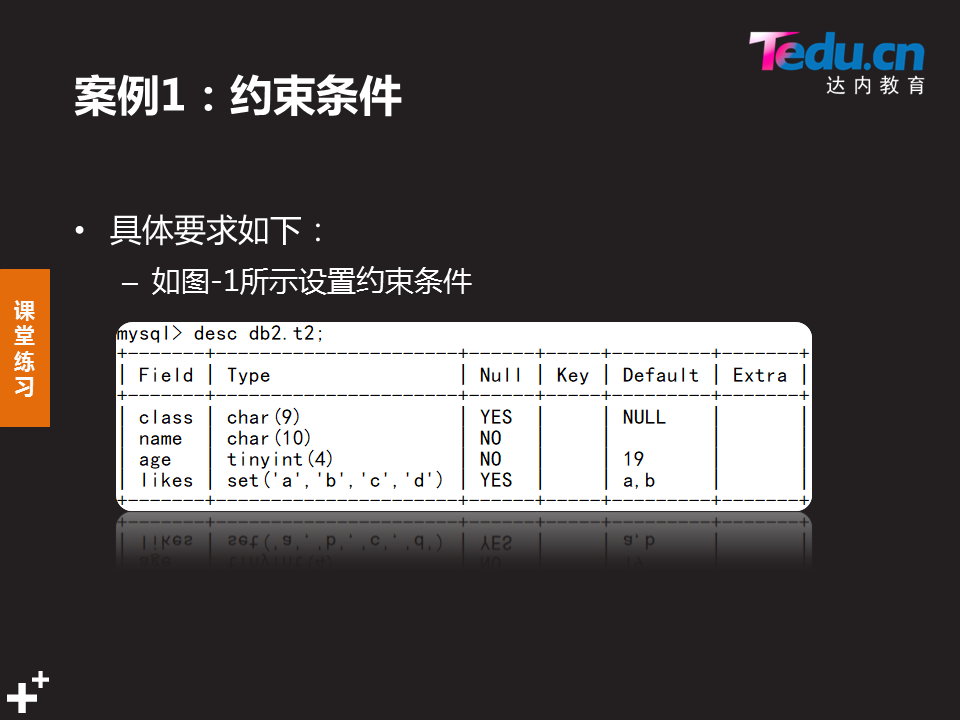 Tedu.cn
达内教育
案例1：约束条件
• 具体要求如下：
– 如图-1所示设置约束条件
课堂练习
mysql> desc db2.t2;
+-------+----------------------+------+-----+---------+-------+
| Field | Type                 | Null | Key | Default | Extra |
+-------+----------------------+------+-----+---------+-------+
| class | char(9)              | YES  |     | NULL    |       |
| name  | char(10)             | NO   |     |         |       |
| age   | tinyint(4)           | NO   |     | 19      |       |
| likes | set('a','b','c','d') | YES  |     | a,b     |       |
+-------+----------------------+------+-----+---------+-------+